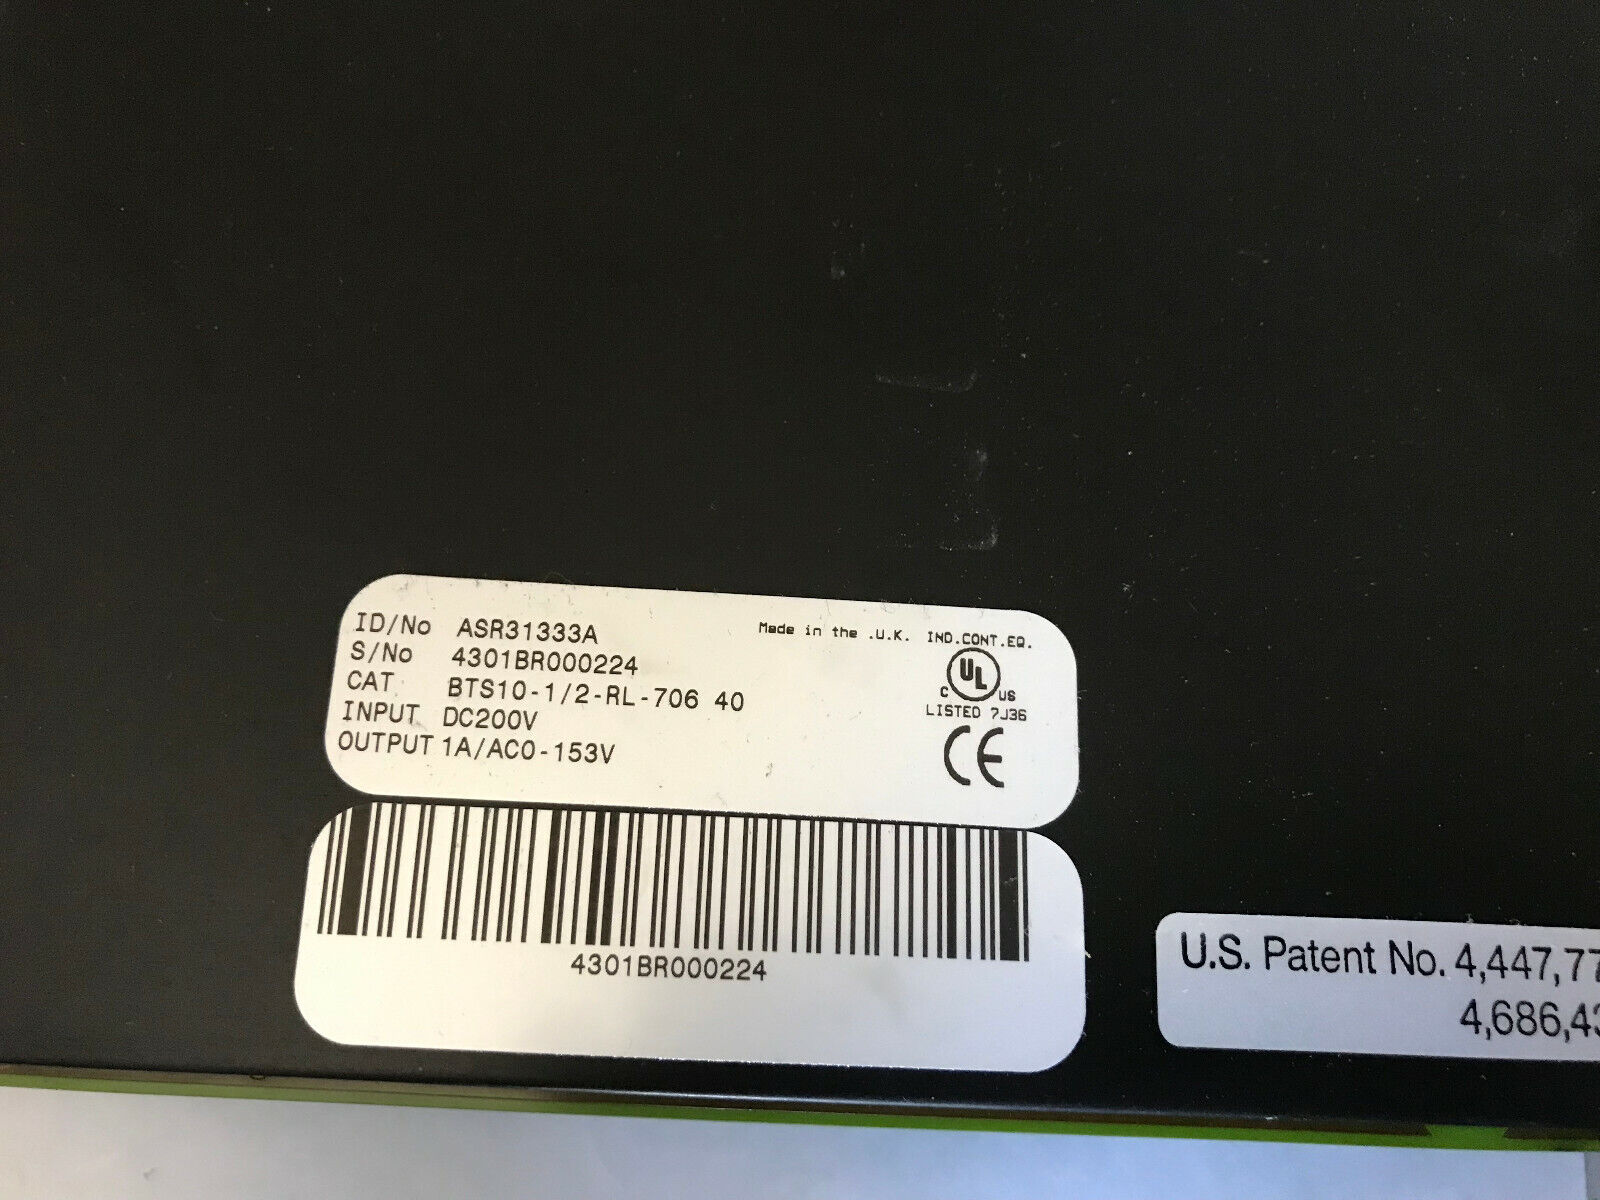 ID/No ASR31333A
S/No 4301BR000224
CAT. BTS10-1/2-RL-706 40
INPUT DC200V
OUTPUT 1A/AC0-153V
Made in the .U.K. IND.CONT.EQ.
C UL US
LISTED 7J36
CE
4301BR000224
U.S. Patent No. 4,447,77
4,686,43